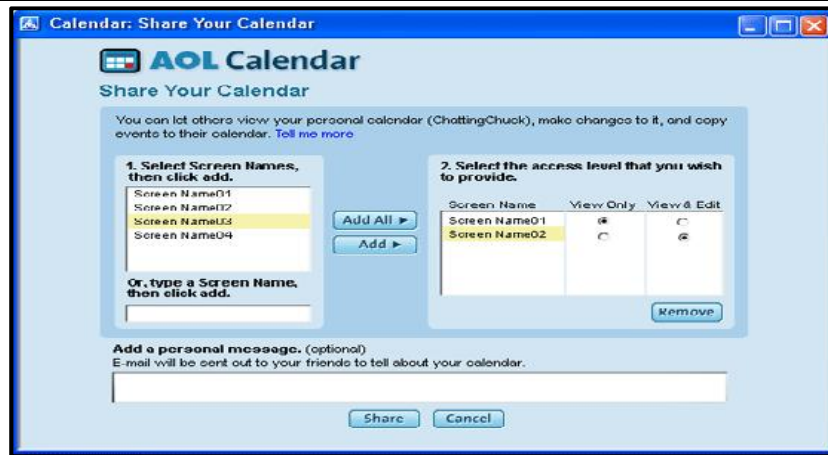 Calendar: Share Your Calendar
AOL Calendar
Share Your Calendar
You can let others view your personal calendar (ChattingChuck), make changes to it, and copy
events to their calendar. Tell me more
1. Select Screen Names,
then click add.
Screen Name01
Screen Name02
Screen Name03
Screen Name04
Or, type a Screen Name,
then click add.
Add All
Add
2. Select the access level that you wish
to provide.
Screen Name View Only View & Edit
Screen Name01
Screen Name02
Remove
Add a personal message. (optional)
E-mail will be sent out to your friends to tell about your calendar.
Share Cancel